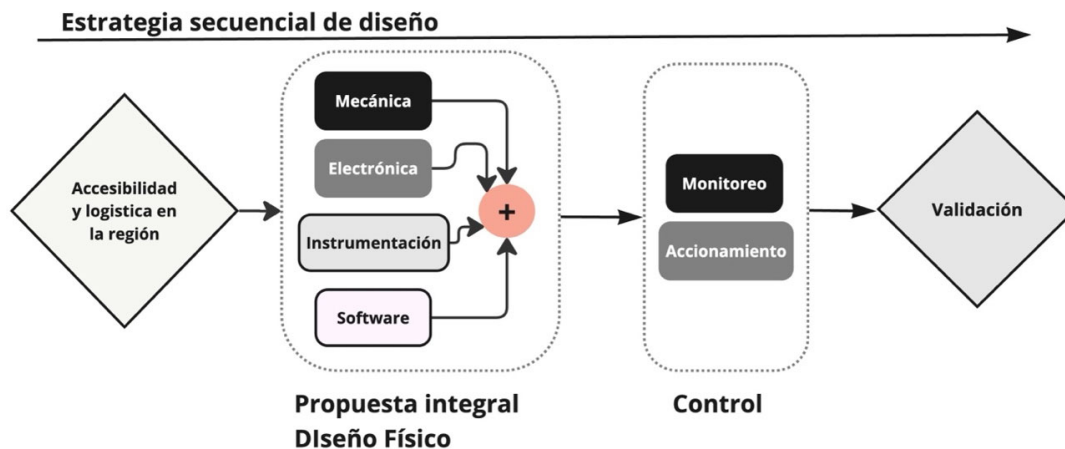 Estrategia secuencial de diseño
Accesibilidad
y logistica en
la región
Mecánica
Electrónica
Instrumentación
Software
+
Propuesta integral
DIseño Físico
Monitoreo
Accionamiento
Control
Validación